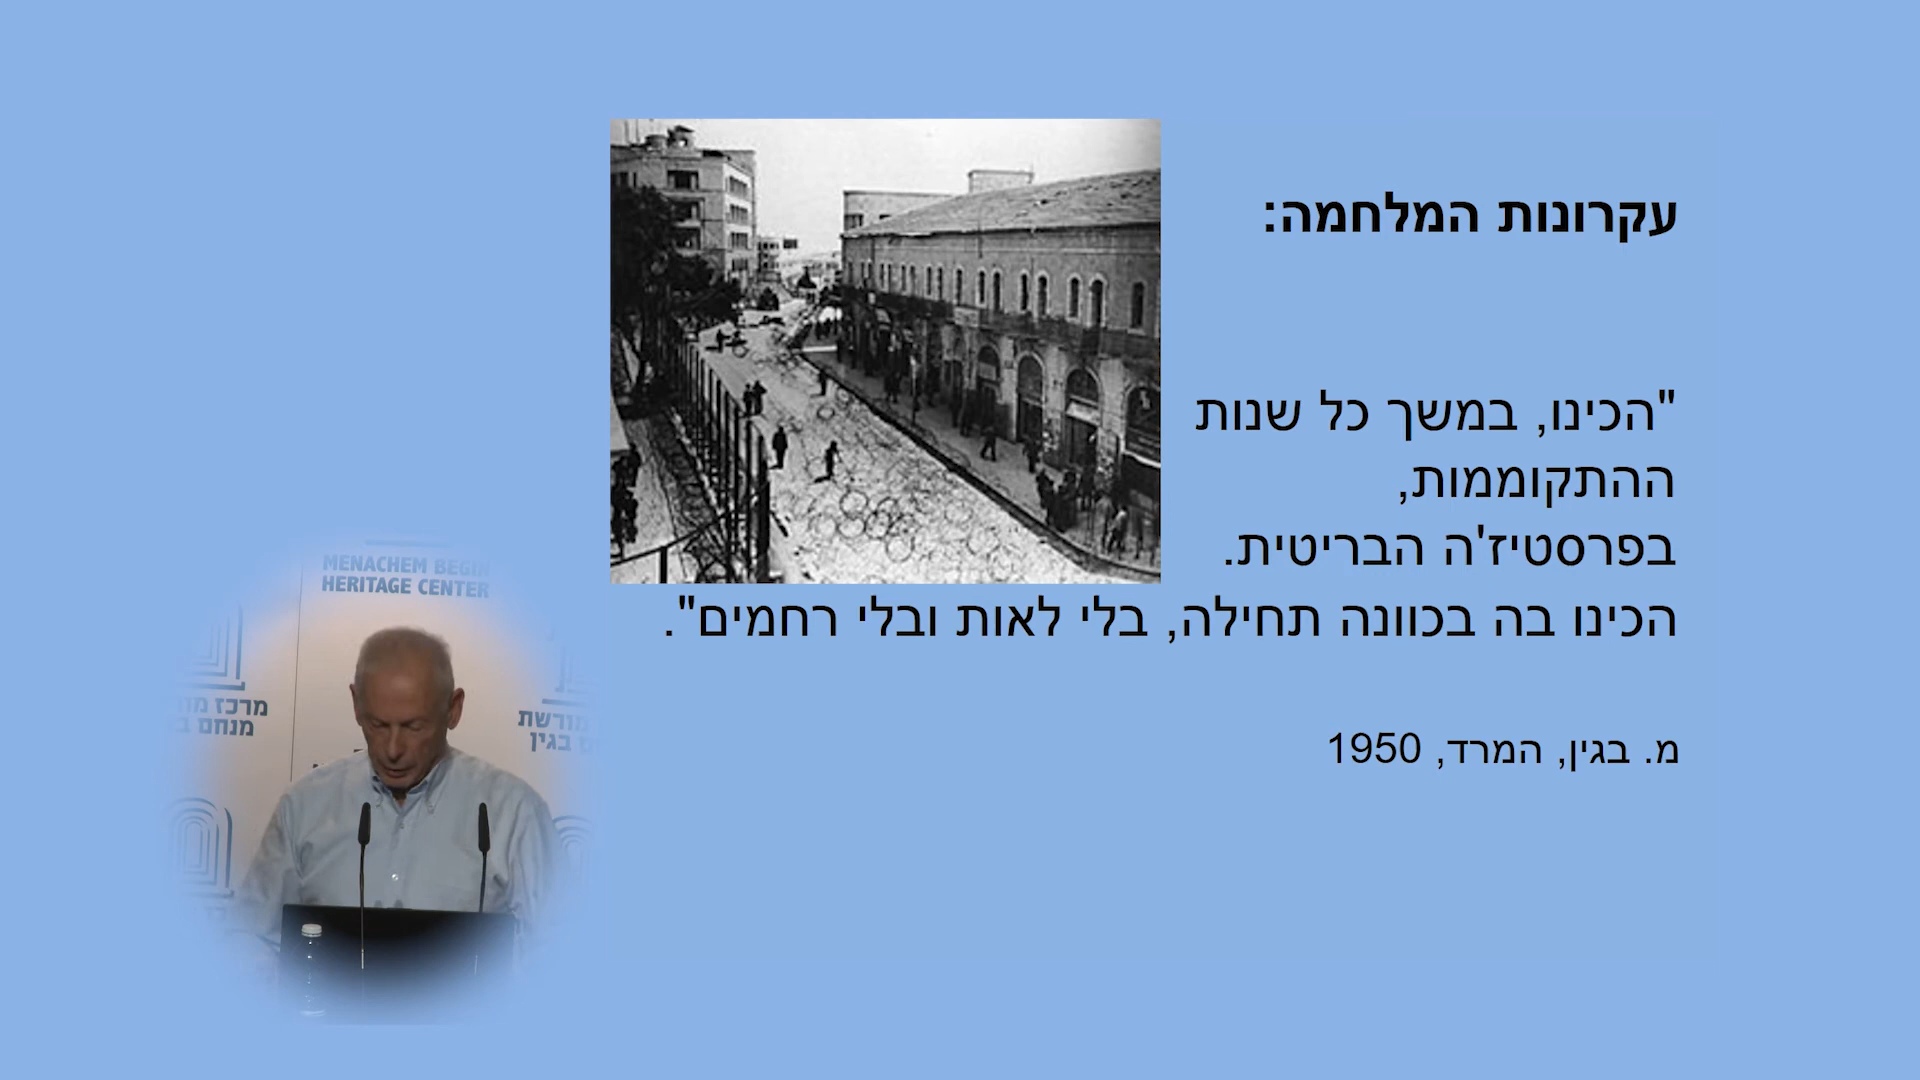 עקרונות המלחמה:
"הכינו, במשך כל שנות
ההתקוממות,
בפרסטיז'ה הבריטית.
הכינו בה בכוונה תחילה, בלי לאות ובלי רחמים".
מ. בגין, המרד, 1950
MENACHEM BEGIN
HERITAGE CENTER
מרכז
מנחם
מורשת
בגין